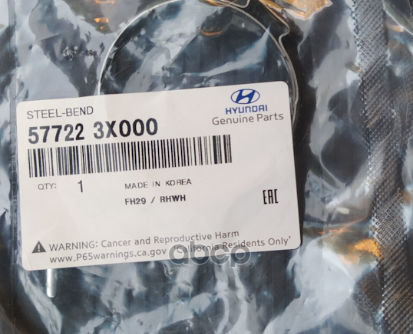 STEEL-BEND
57722 3X000
HYUNDAI
Genuine Parts
QTY: 1
MADE IN KOREA
FH29 / RHWH
EAC
WARNING: Cancer and Reproductive Harm
www.P65warnings.ca.gov "California Residents Only"